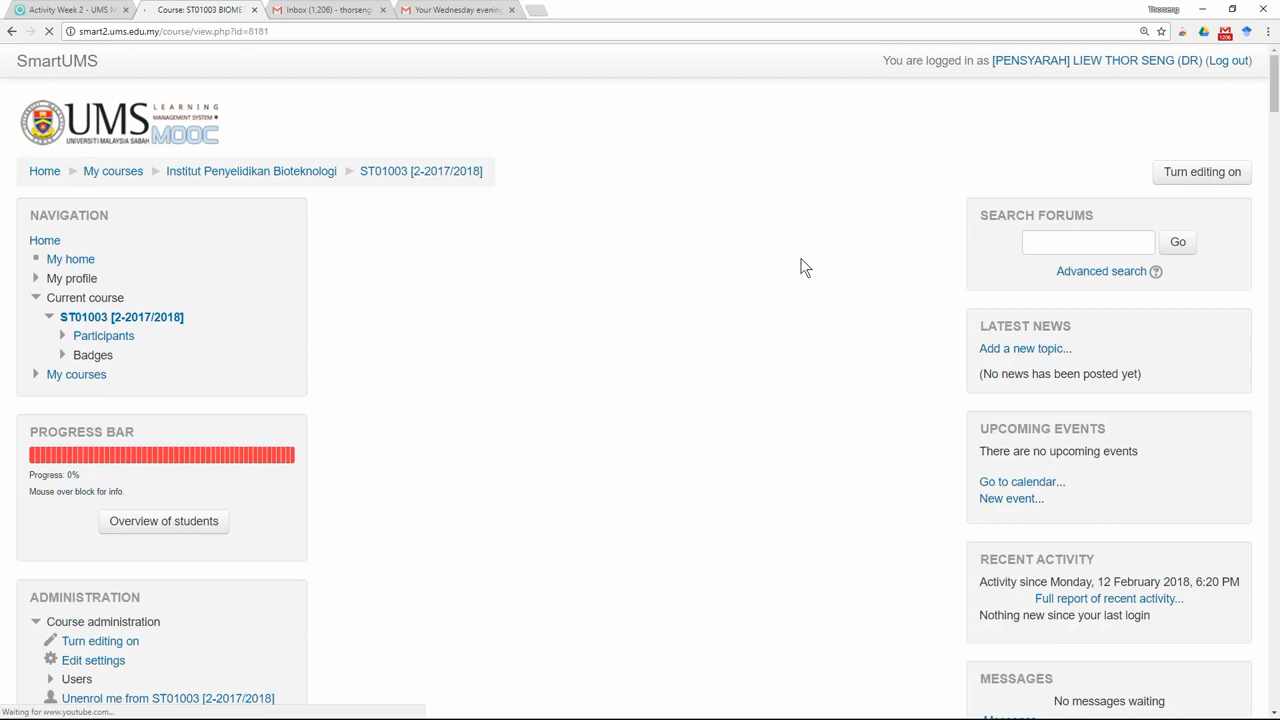 Activity Week 2 - UMS M
Course: ST01003 BIOMET
Inbox (1,206) - thorseng
Your Wednesday evening
Thorseng
smart2.ums.edu.my/course/view.php?id=8181
1206
SmartUMS
You are logged in as [PENSYARAH] LIEW THOR SENG (DR) (Log out)
UMS
UNIVERSITI MALAYSIA SABAH
LEARNING
MANAGEMENT SYSTEM
MOOC
Home
My courses
Institut Penyelidikan Bioteknologi
ST01003 [2-2017/2018]
Turn editing on
NAVIGATION
Home
My home
My profile
Current course
ST01003 [2-2017/2018]
Participants
Badges
My courses
PROGRESS BAR
Progress: 0%
Mouse over block for info.
Overview of students
ADMINISTRATION
Course administration
Turn editing on
Edit settings
Users
Unenrol me from ST01003 [2-2017/2018]
Waiting for www.youtube.com...
SEARCH FORUMS
Go
Advanced search
LATEST NEWS
Add a new topic...
(No news has been posted yet)
UPCOMING EVENTS
There are no upcoming events
Go to calendar...
New event...
RECENT ACTIVITY
Activity since Monday, 12 February 2018, 6:20 PM
Full report of recent activity...
Nothing new since your last login
MESSAGES
No messages waiting
Messages